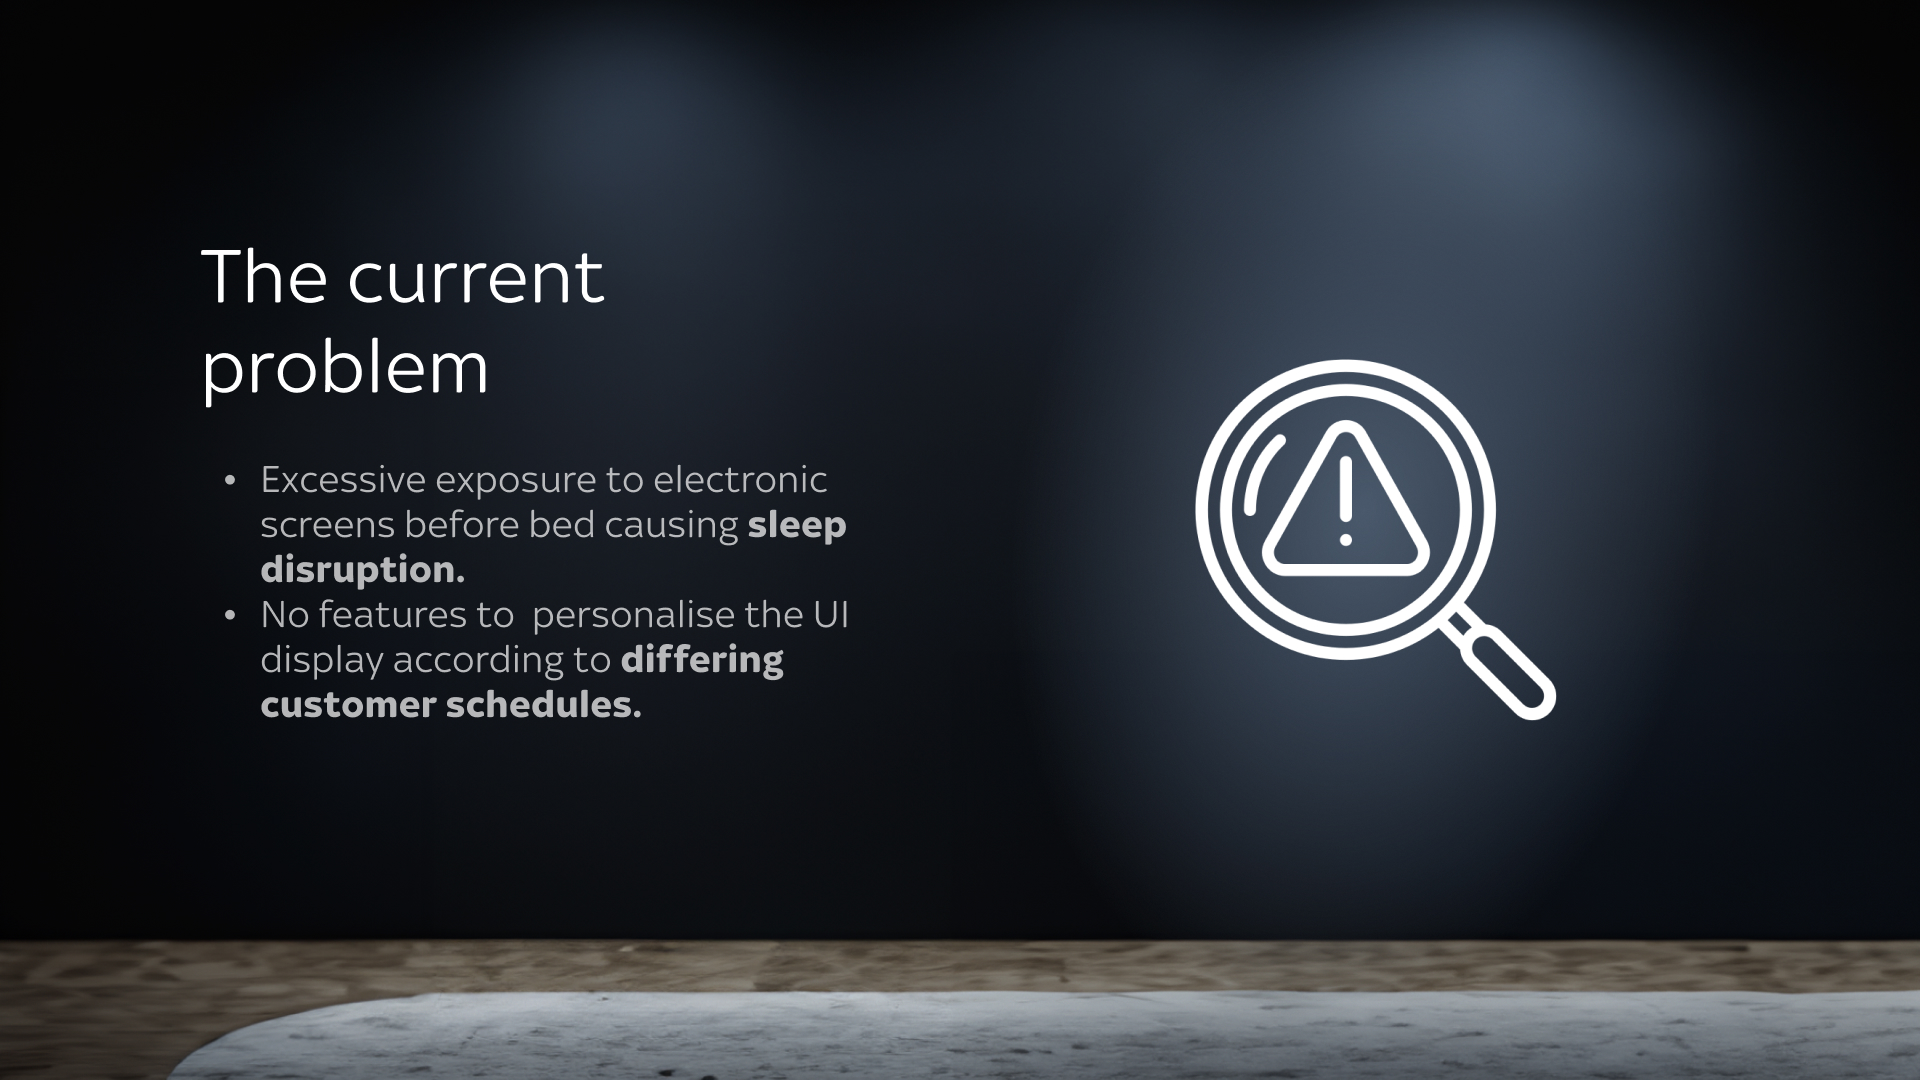 The current
problem
• Excessive exposure to electronic
screens before bed causing sleep
disruption.
• No features to  personalise the UI
display according to differing
customer schedules.